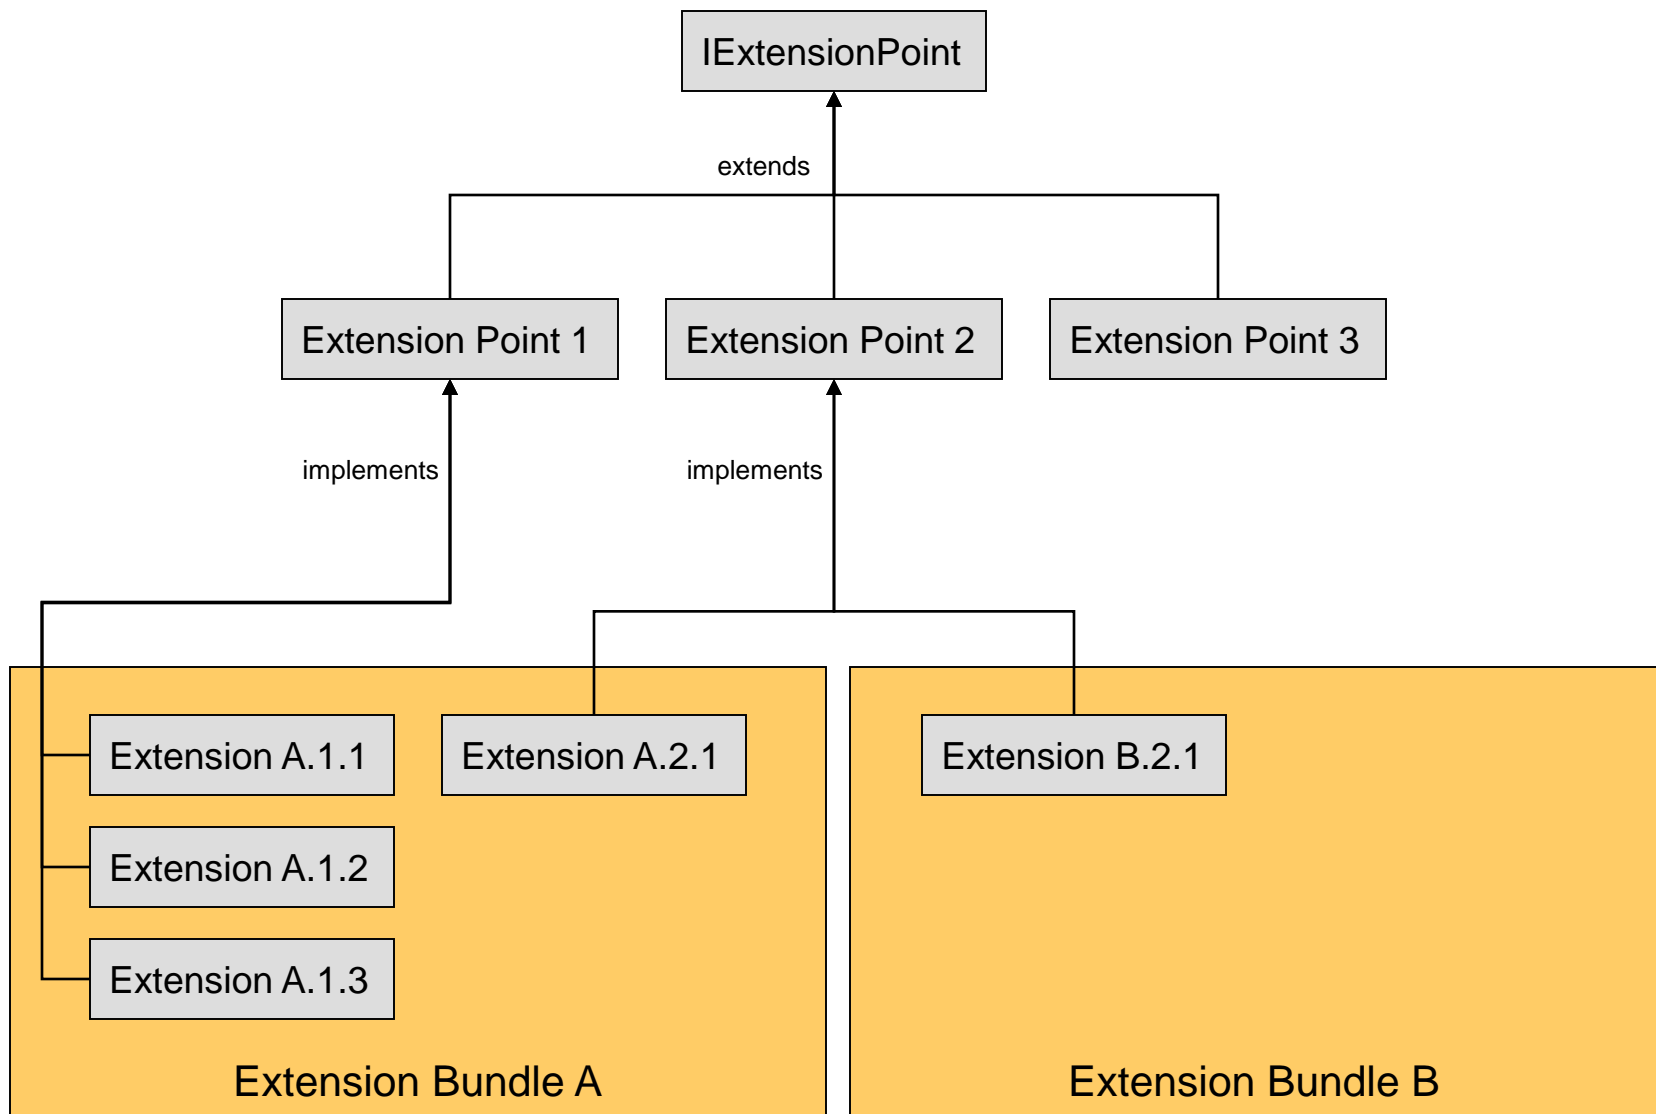 IExtensionPoint
extends
Extension Point 1
Extension Point 2
Extension Point 3
implements
implements
Extension A.1.1
Extension A.2.1
Extension B.2.1
Extension A.1.2
Extension A.1.3
Extension Bundle A
Extension Bundle B